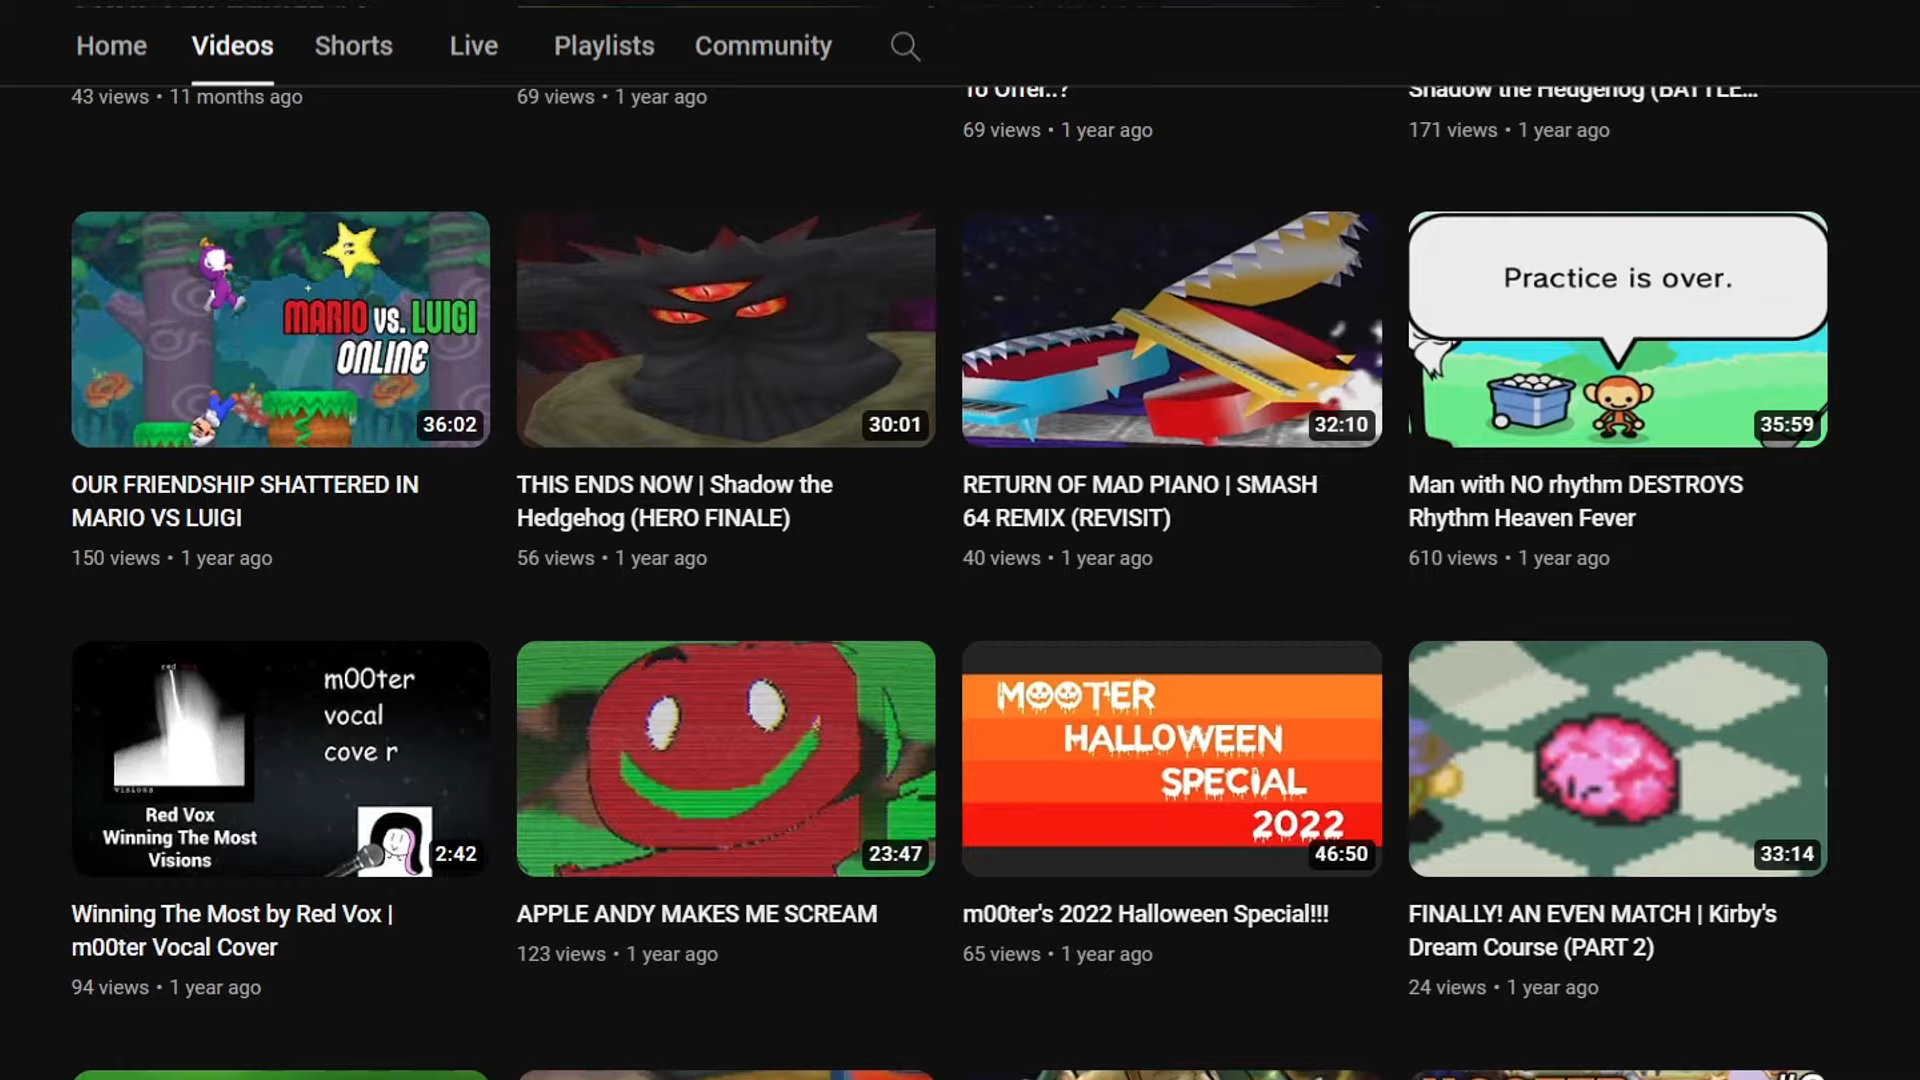 Home Videos Shorts Live Playlists Community
43 views • 11 months ago
69 views • 1 year ago
To Offer..?
69 views • 1 year ago
Shadow the Hedgehog (BATTLE...
171 views • 1 year ago
MARIO VS. LUIGI
ONLINE
36:02
OUR FRIENDSHIP SHATTERED IN
MARIO VS LUIGI
150 views • 1 year ago
30:01
THIS ENDS NOW | Shadow the
Hedgehog (HERO FINALE)
56 views • 1 year ago
32:10
RETURN OF MAD PIANO | SMASH
64 REMIX (REVISIT)
40 views • 1 year ago
Practice is over.
35:59
Man with NO rhythm DESTROYS
Rhythm Heaven Fever
610 views • 1 year ago
red
visions
m00ter
vocal
cove r
Red Vox
Winning The Most
Visions
2:42
Winning The Most by Red Vox |
m00ter Vocal Cover
94 views • 1 year ago
23:47
APPLE ANDY MAKES ME SCREAM
123 views • 1 year ago
MOOTER
HALLOWEEN
SPECIAL
2022
46:50
m00ter's 2022 Halloween Special!!!
65 views • 1 year ago
33:14
FINALLY! AN EVEN MATCH | Kirby's
Dream Course (PART 2)
24 views • 1 year ago